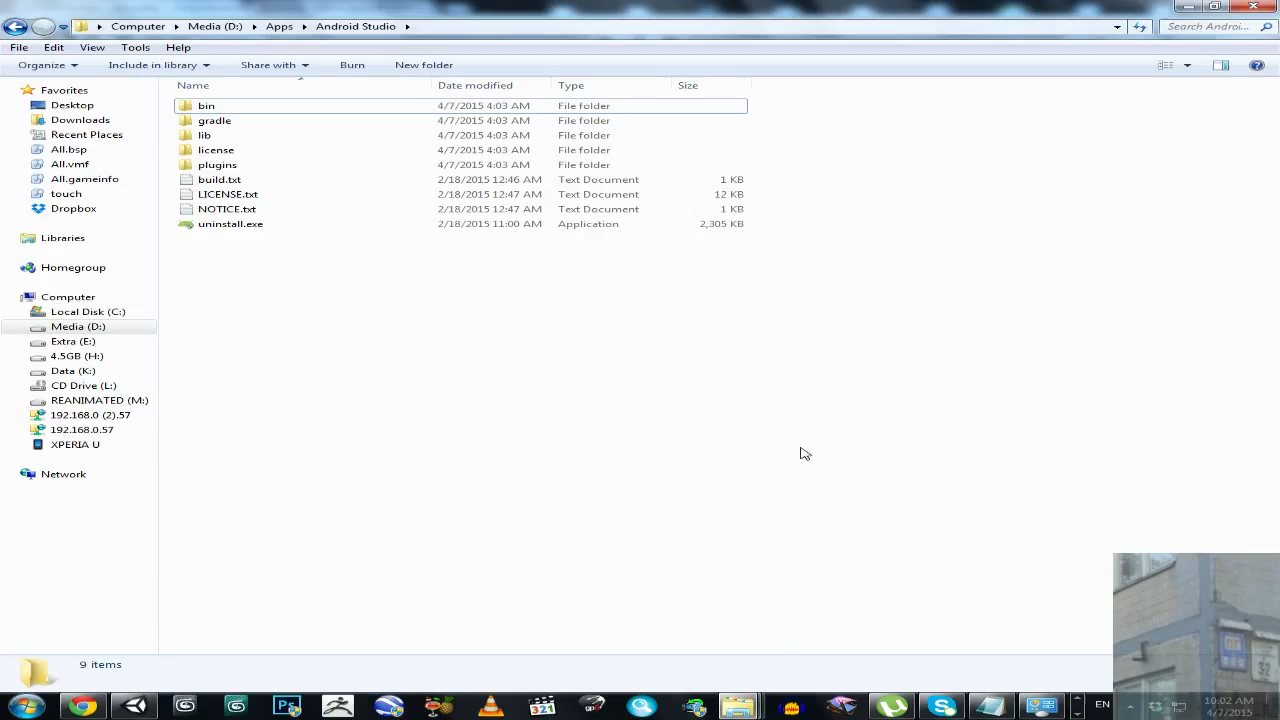 Computer Media (D:) Apps Android Studio Search Androi...
File Edit View Tools Help
Organize Include in library Share with Burn New folder
Name Date modified Type Size
Favorites
Desktop
Downloads
Recent Places
All.bsp
All.vmf
All.gameinfo
touch
Dropbox
Libraries
Homegroup
Computer
Local Disk (C:)
Media (D:)
Extra (E:)
4.5GB (H:)
Data (K:)
CD Drive (L:)
REANIMATED (M:)
192.168.0 (2).57
192.168.0.57
XPERIA U
Network
bin 4/7/2015 4:03 AM File folder
gradle 4/7/2015 4:03 AM File folder
lib 4/7/2015 4:03 AM File folder
license 4/7/2015 4:03 AM File folder
plugins 4/7/2015 4:03 AM File folder
build.txt 2/18/2015 12:46 AM Text Document 1 KB
LICENSE.txt 2/18/2015 12:47 AM Text Document 12 KB
NOTICE.txt 2/18/2015 12:47 AM Text Document 1 KB
uninstall.exe 2/18/2015 11:00 AM Application 2,305 KB
9 items
Ps
321
EN
10:02 AM
4/7/2015
32